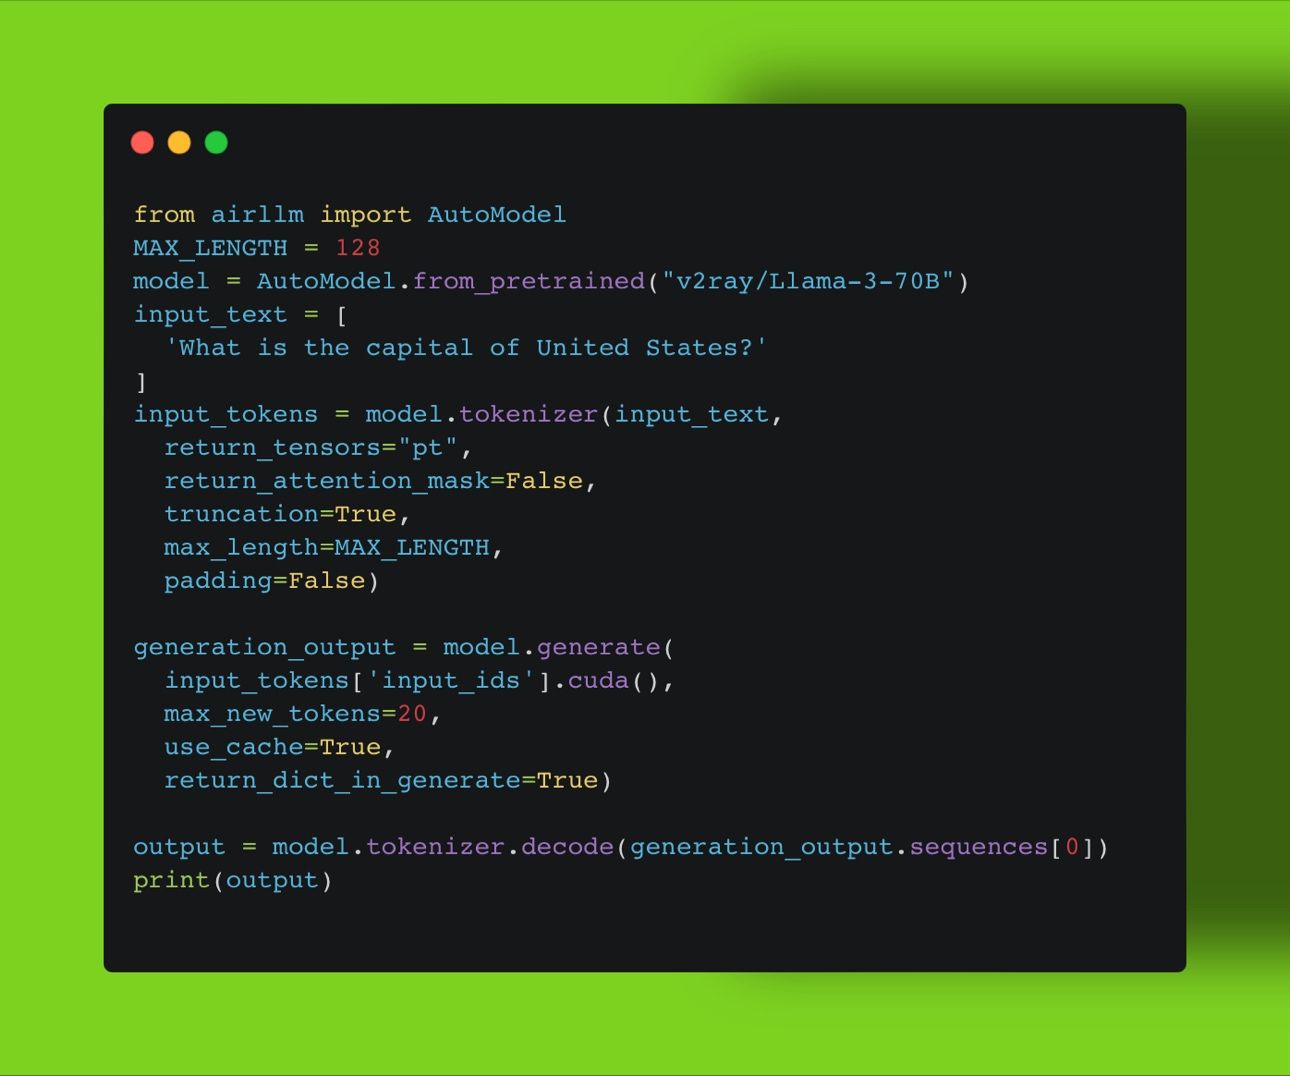 from airllm import AutoModel
MAX_LENGTH = 128
model = AutoModel.from_pretrained("v2ray/Llama-3-70B")
input_text = [
  'What is the capital of United States?'
]
input_tokens = model.tokenizer(input_text,
  return_tensors="pt",
  return_attention_mask=False,
  truncation=True,
  max_length=MAX_LENGTH,
  padding=False)

generation_output = model.generate(
  input_tokens['input_ids'].cuda(),
  max_new_tokens=20,
  use_cache=True,
  return_dict_in_generate=True)

output = model.tokenizer.decode(generation_output.sequences[0])
print(output)